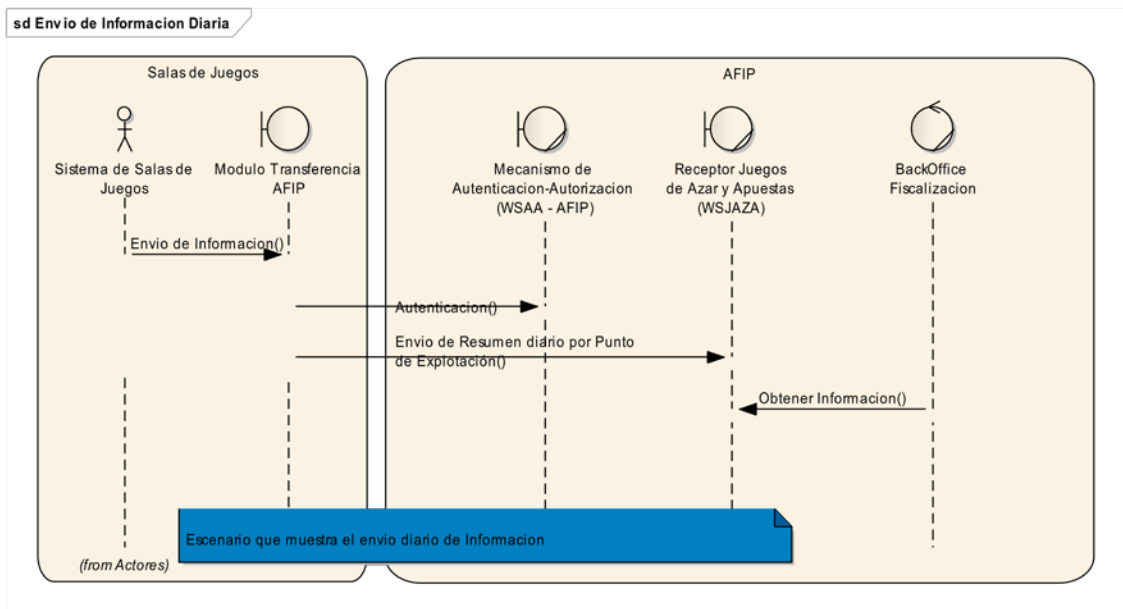 sd Envio de Informacion Diaria
Salas de Juegos
AFIP
Sistema de Salas de
Juegos
Modulo Transferencia
AFIP
Mecanismo de
Autenticacion-Autorizacion
(WSAA - AFIP)
Receptor Juegos
de Azar y Apuestas
(WSJAZA)
BackOffice
Fiscalizacion
Envio de Informacion()
Autenticacion()
Envio de Resumen diario por Punto
de Explotación()
Obtener Informacion()
Escenario que muestra el envio diario de Informacion
(from Actores)